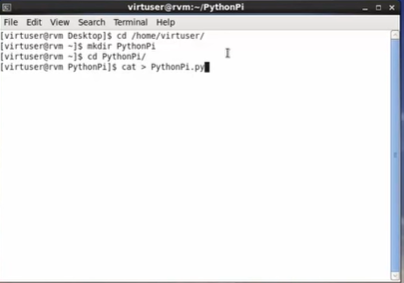 virtuser@rvm:~/PythonPi
File Edit View Search Terminal Help
[virtuser@rvm Desktop]$ cd /home/virtuser/
[virtuser@rvm ~]$ mkdir PythonPi
[virtuser@rvm ~]$ cd PythonPi/
[virtuser@rvm PythonPi]$ cat > PythonPi.py